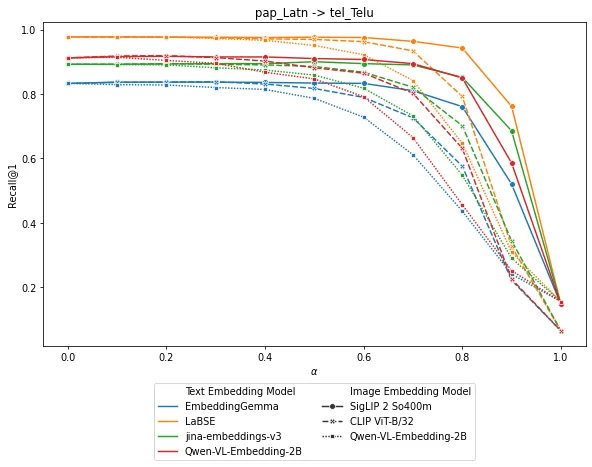 pap_Latn -> tel_Telu
1.0
0.8
0.6
0.4
0.2
Recall@1
0.0 0.2 0.4 0.6 0.8 1.0
α
Text Embedding Model Image Embedding Model
EmbeddingGemma SigLIP 2 So400m
LaBSE CLIP ViT-B/32
jina-embeddings-v3 Qwen-VL-Embedding-2B
Qwen-VL-Embedding-2B